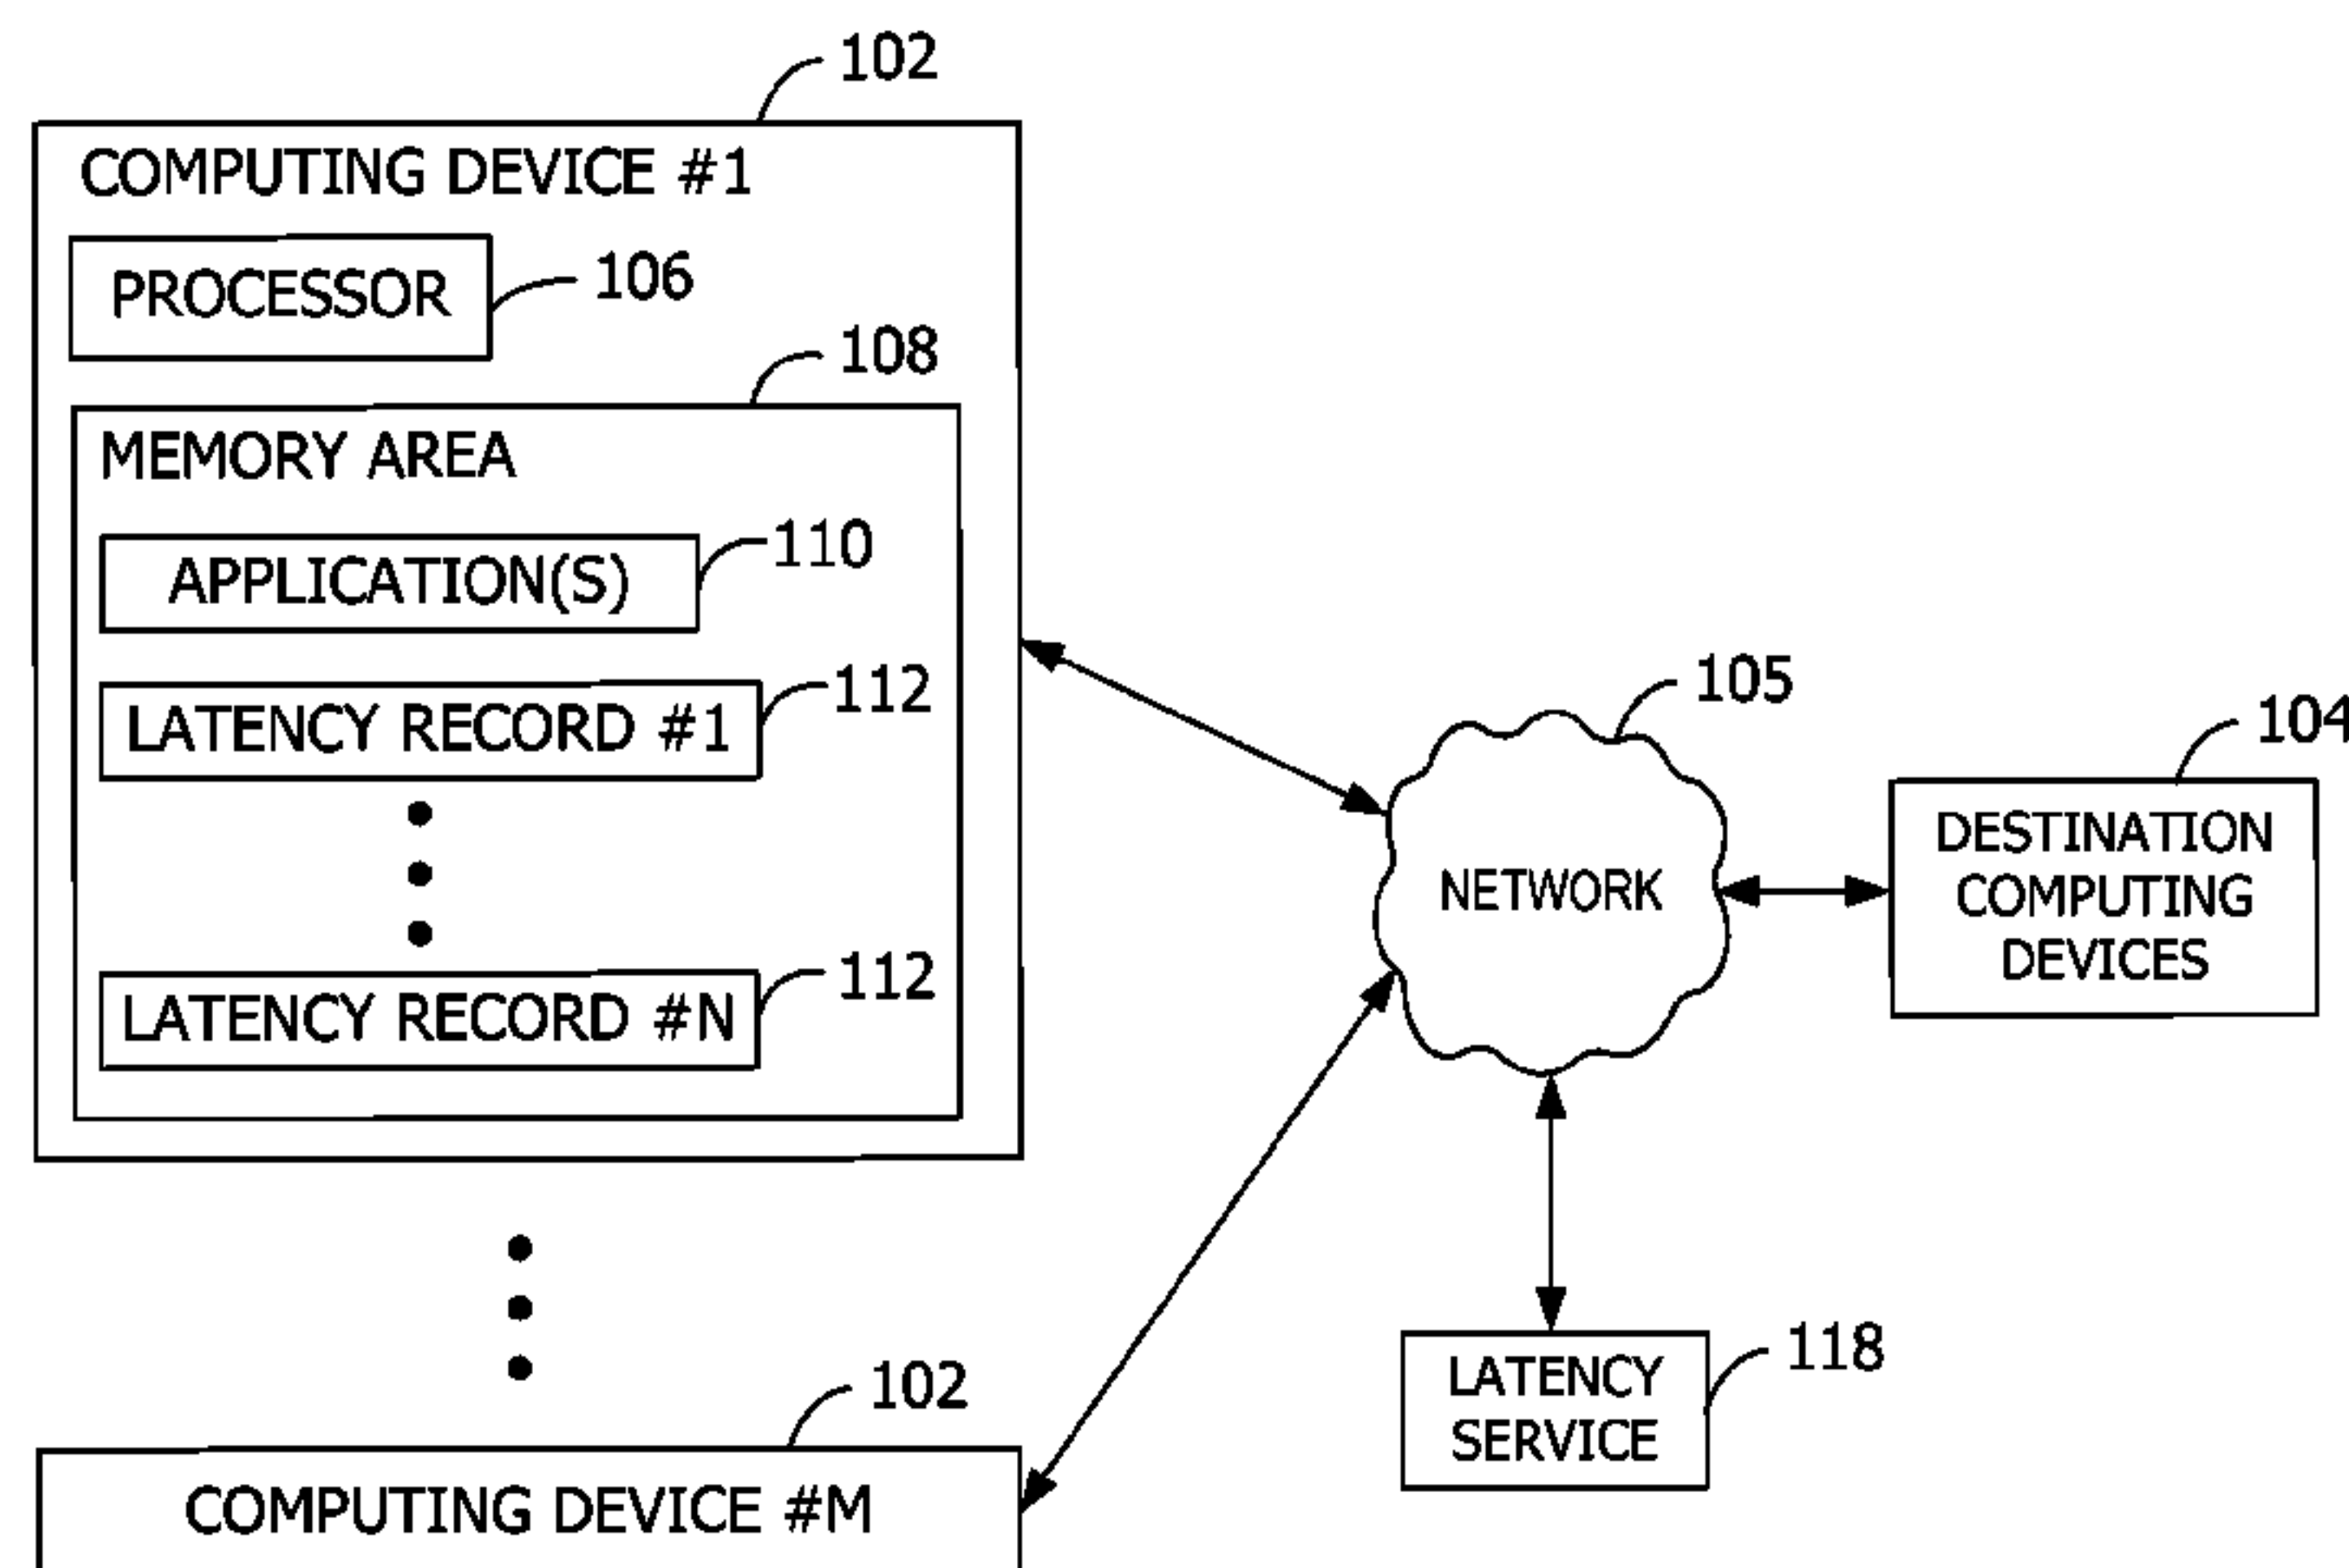 102
COMPUTING DEVICE #1
PROCESSOR
106
108
MEMORY AREA
APPLICATION(S)
110
LATENCY RECORD #1
112
LATENCY RECORD #N
112
105
NETWORK
104
DESTINATION
COMPUTING
DEVICES
118
LATENCY
SERVICE
102
COMPUTING DEVICE #M